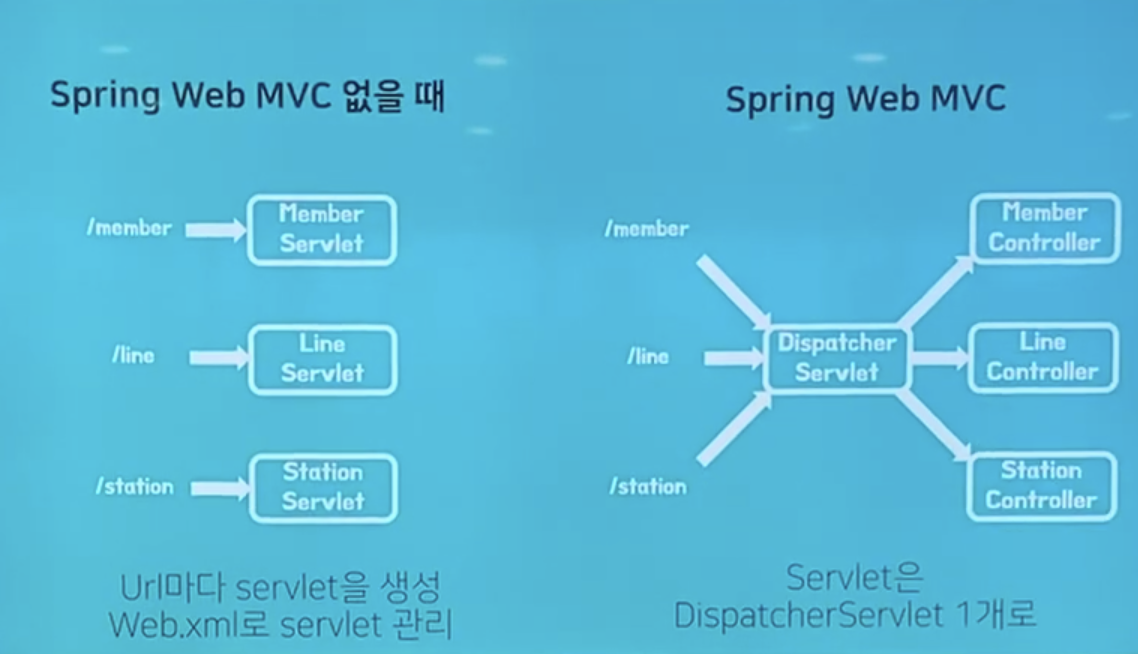 Spring Web MVC 없을 때
/member
Member
Servlet
/line
Line
Servlet
/station
Station
Servlet
Url마다 servlet을 생성
Web.xml로 servlet 관리
Spring Web MVC
/member
/line
/station
Dispatcher
Servlet
Member
Controller
Line
Controller
Station
Controller
Servlet은
DispatcherServlet 1개로